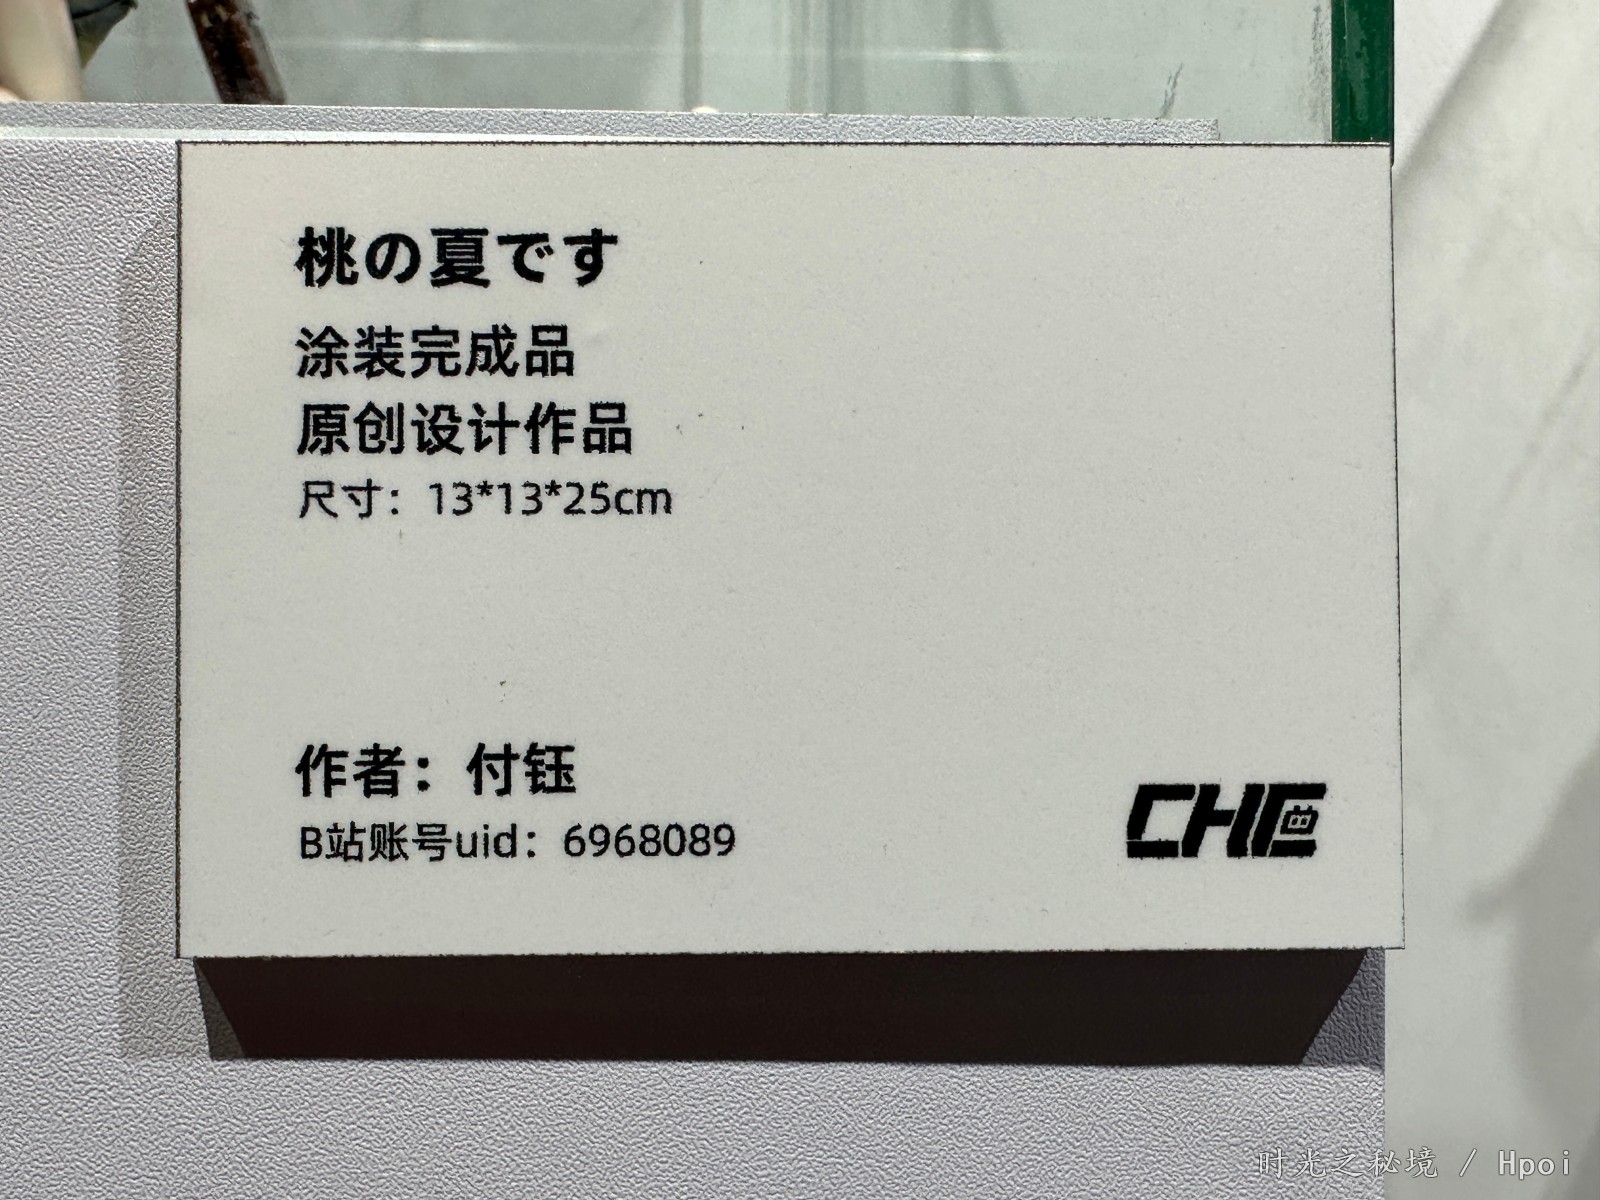 桃の夏です
涂装完成品
原创设计作品
尺寸：13*13*25cm
作者：付钰
B站账号uid：6968089
CHE
时光之秘境 / Hpoi